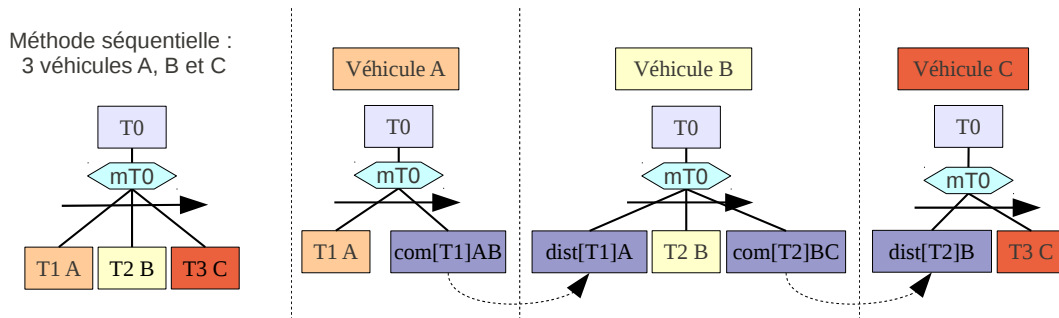 Méthode séquentielle :
3 véhicules A, B et C
T0
mT0
T1 A
T2 B
T3 C
Véhicule A
T0
mT0
T1 A
com[T1]AB
Véhicule B
T0
mT0
dist[T1]A
T2 B
com[T2]BC
Véhicule C
T0
mT0
dist[T2]B
T3 C